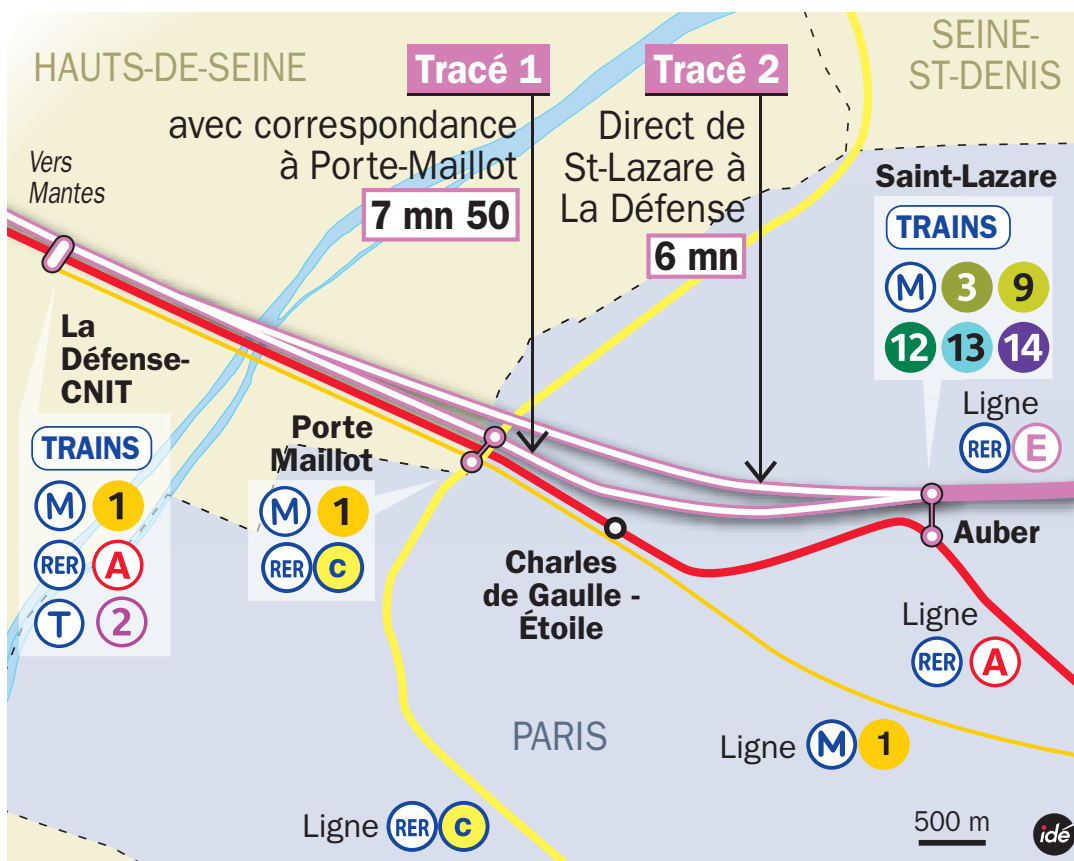 HAUTS-DE-SEINE
SEINE-
ST-DENIS
Tracé 1
avec correspondance
à Porte-Maillot
7 mn 50
Tracé 2
Direct de
St-Lazare à
La Défense
6 mn
Vers
Mantes
Saint-Lazare
TRAINS
M 3 9
12 13 14
Ligne
RER E
La
Défense-
CNIT
TRAINS
M 1
RER A
T 2
Porte
Maillot
M 1
RER C
Charles
de Gaulle -
Étoile
Auber
Ligne
RER A
PARIS
Ligne M 1
Ligne RER C
500 m
idé